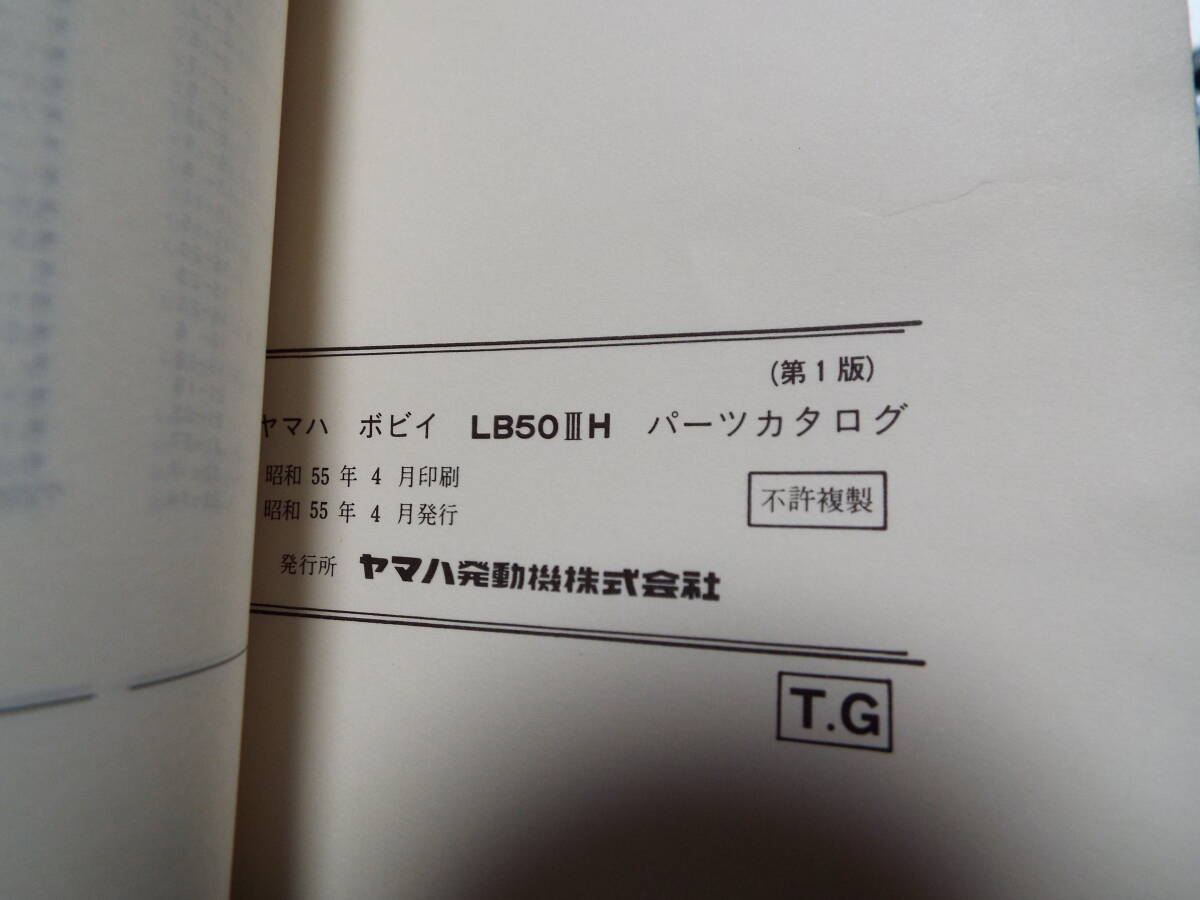 (第1版)
ヤマハ ボビイ LB50ⅢH パーツカタログ
昭和 55 年 4 月印刷
昭和 55 年 4 月発行
不許複製
発行所 ヤマハ発動機株式会社
T.G